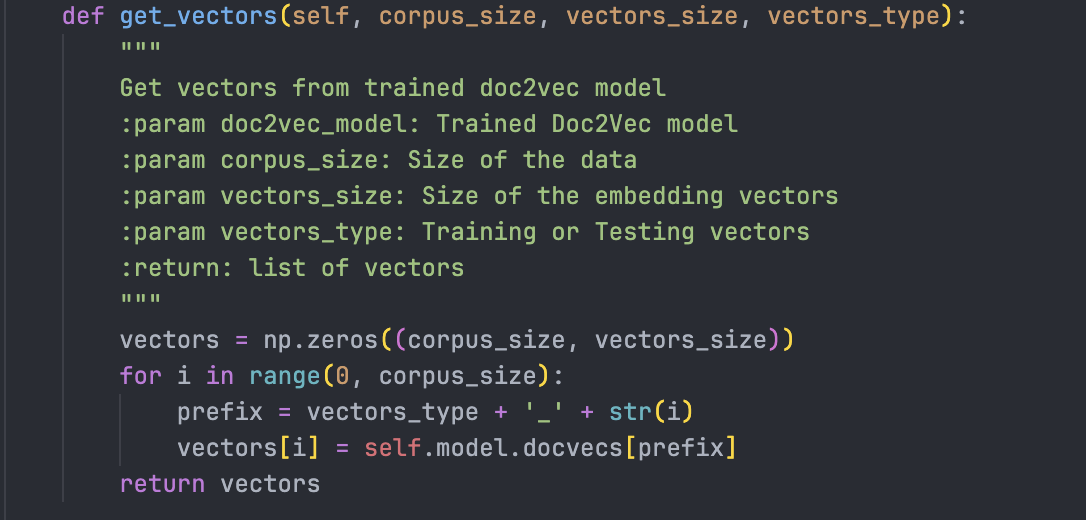 def get_vectors(self, corpus_size, vectors_size, vectors_type):
"""
Get vectors from trained doc2vec model
:param doc2vec_model: Trained Doc2Vec model
:param corpus_size: Size of the data
:param vectors_size: Size of the embedding vectors
:param vectors_type: Training or Testing vectors
:return: list of vectors
"""
vectors = np.zeros((corpus_size, vectors_size))
for i in range(0, corpus_size):
prefix = vectors_type + '_' + str(i)
vectors[i] = self.model.docvecs[prefix]
return vectors